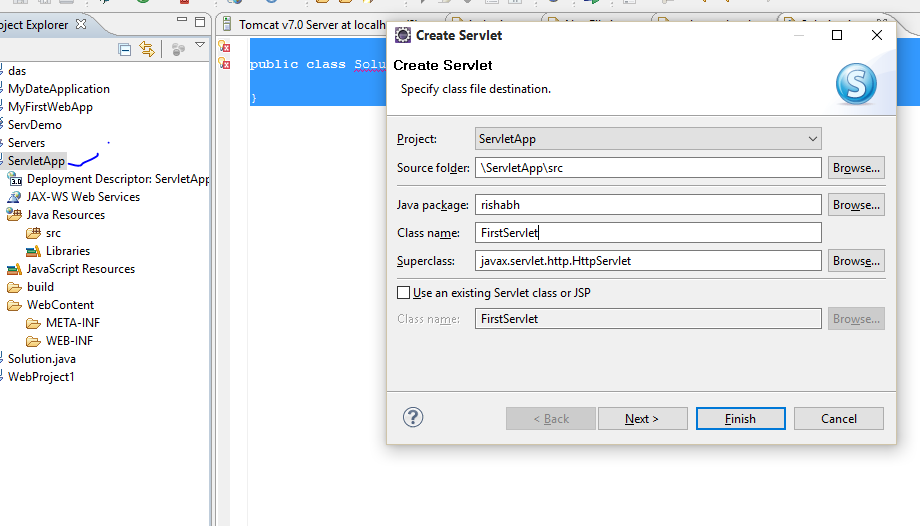 oject Explorer
das
MyDateApplication
MyFirstWebApp
ServDemo
Servers
ServletApp
3.0 Deployment Descriptor: ServletApp
JAX-WS Web Services
Java Resources
src
Libraries
JavaScript Resources
build
WebContent
META-INF
WEB-INF
Solution.java
WebProject1
Tomcat v7.0 Server at localh
public class Solu
}
Create Servlet
Create Servlet
Specify class file destination.
S
Project: ServletApp
Source folder: \ServletApp\src Browse...
Java package: rishabh Browse...
Class name: FirstServlet
Superclass: javax.servlet.http.HttpServlet Browse...
Use an existing Servlet class or JSP
Class name: FirstServlet Browse...
? < Back Next > Finish Cancel